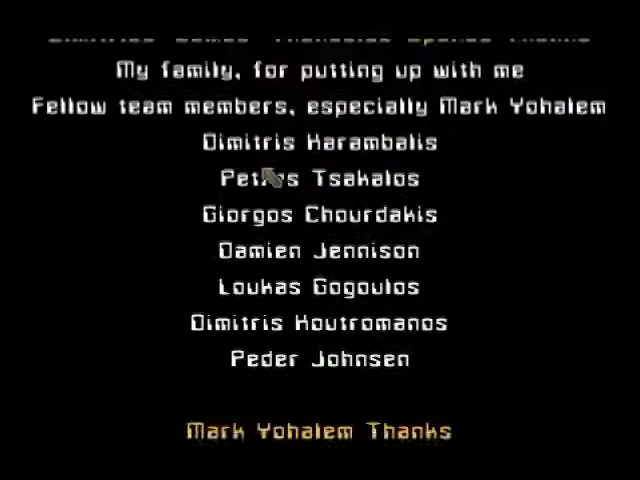 My family, for putting up with me
Fellow team members, especially Mark Yohalem
Dimitris Karambalis
Petros Tsakalos
Giorgos Chourdakis
Damien Jennison
Loukas Gogoulos
Dimitris Koutromanos
Peder Johnsen
Mark Yohalem Thanks